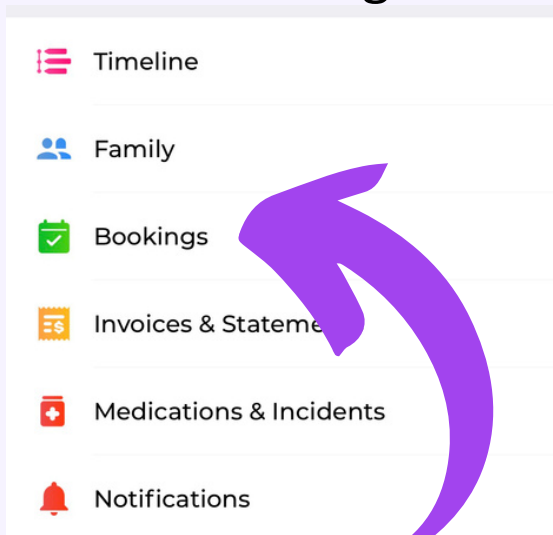 Timeline
Family
Bookings
Invoices & Stateme
Medications & Incidents
Notifications